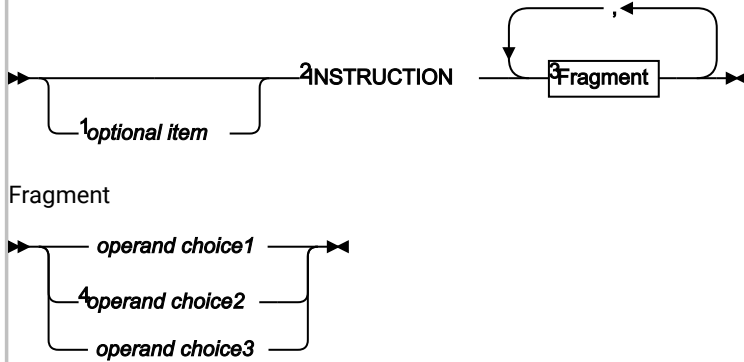 ,
2INSTRUCTION 3Fragment
1optional item
Fragment
operand choice1
4operand choice2
operand choice3